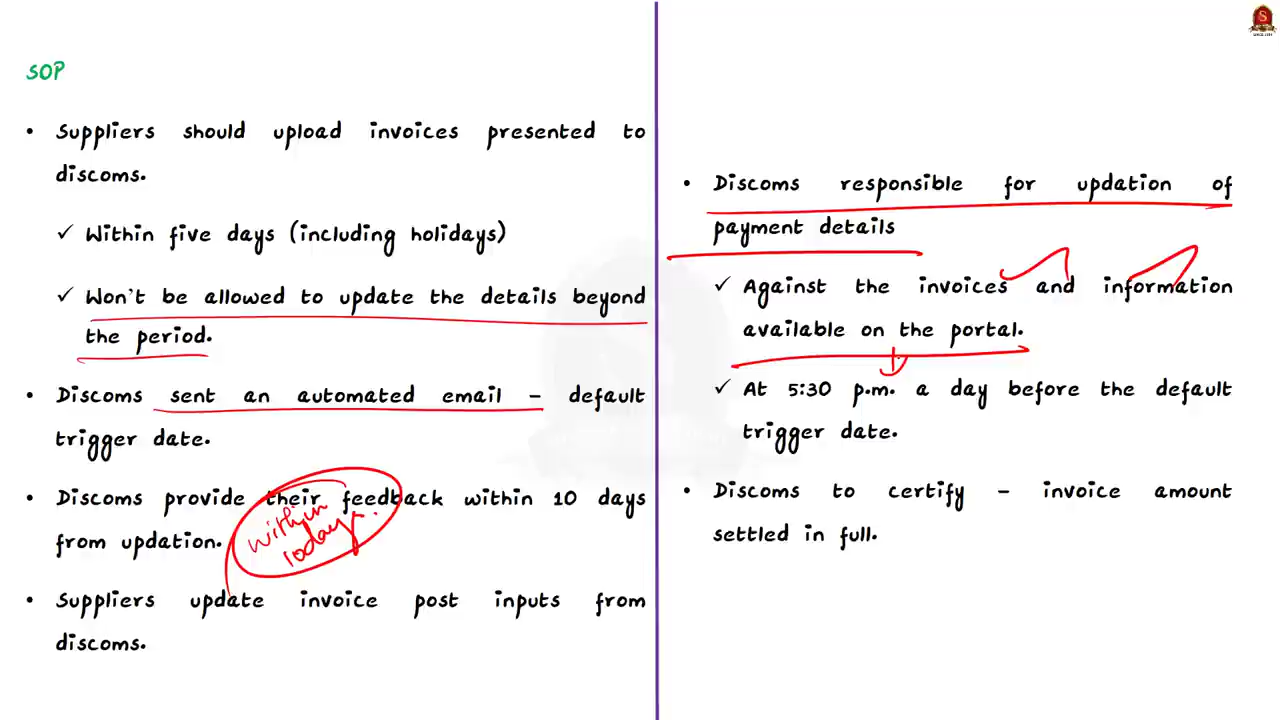 SOP
• Suppliers should upload invoices presented to
discoms.
✓ Within five days (including holidays)
✓ Won't be allowed to update the details beyond
the period.
• Discoms sent an automated email – default
trigger date.
• Discoms provide their feedback within 10 days
from updation.
within
10days.
• Suppliers update invoice post inputs from
discoms.
• Discoms responsible for updation of
payment details
✓ Against the invoices and information
available on the portal.
✓ At 5:30 p.m. a day before the default
trigger date.
• Discoms to certify – invoice amount
settled in full.